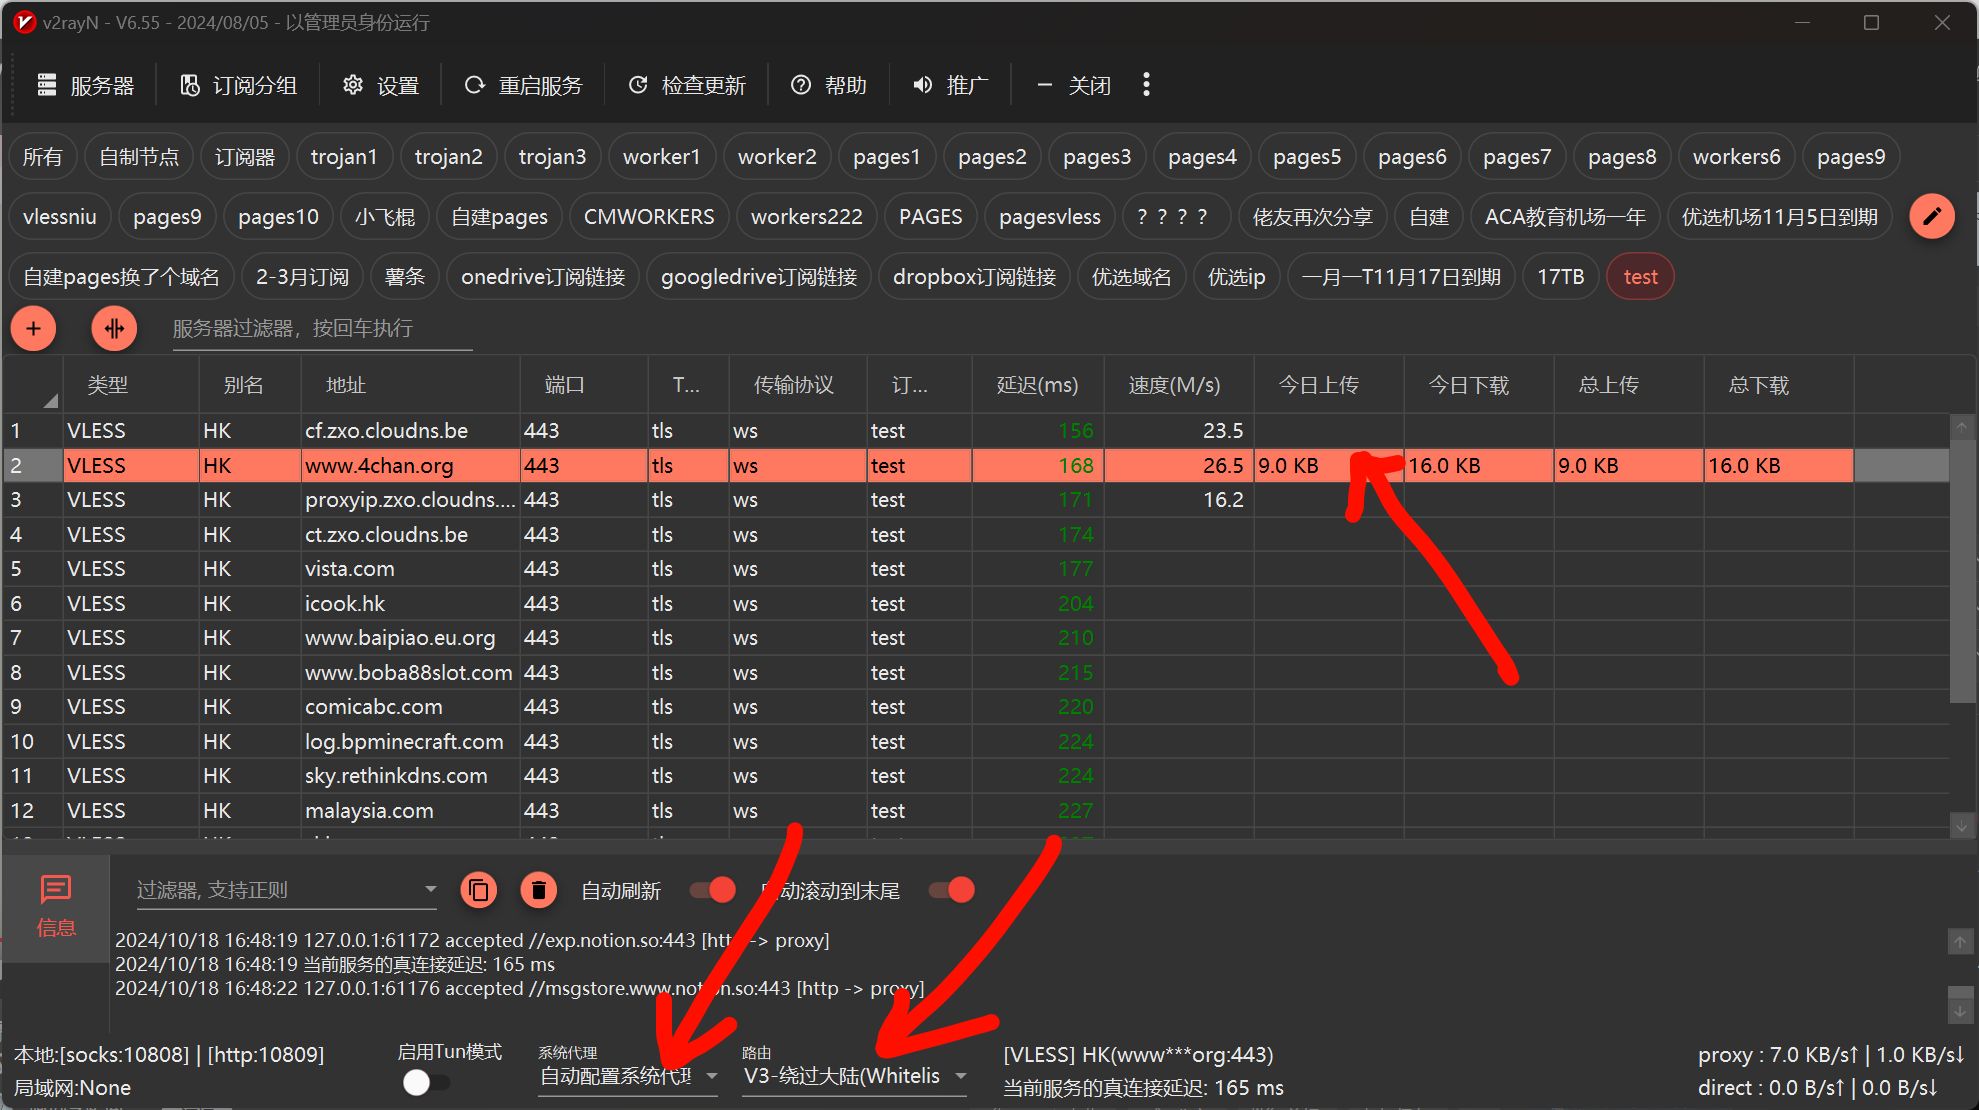 v2rayN - V6.55 - 2024/08/05 - 以管理员身份运行
服务器 订阅分组 设置 重启服务 检查更新 帮助 推广 关闭
所有 自制节点 订阅器 trojan1 trojan2 trojan3 worker1 worker2 pages1 pages2 pages3 pages4 pages5 pages6 pages7 pages8 workers6 pages9
vlessniu pages9 pages10 小飞棍 自建pages CMWORKERS workers222 PAGES pagesvless ？？？？ 佬友再次分享 自建 ACA教育机场一年 优选机场11月5日到期
自建pages换了个域名 2-3月订阅 薯条 onedrive订阅链接 googledrive订阅链接 dropbox订阅链接 优选域名 优选ip 一月一T11月17日到期 17TB test
服务器过滤器，按回车执行
类型 别名 地址 端口 T... 传输协议 订... 延迟(ms) 速度(M/s) 今日上传 今日下载 总上传 总下载
1 VLESS HK cf.zxo.cloudns.be 443 tls ws test 156 23.5
2 VLESS HK www.4chan.org 443 tls ws test 168 26.5 9.0 KB 16.0 KB 9.0 KB 16.0 KB
3 VLESS HK proxyip.zxo.cloudns.... 443 tls ws test 171 16.2
4 VLESS HK ct.zxo.cloudns.be 443 tls ws test 174
5 VLESS HK vista.com 443 tls ws test 177
6 VLESS HK icook.hk 443 tls ws test 204
7 VLESS HK www.baipiao.eu.org 443 tls ws test 210
8 VLESS HK www.boba88slot.com 443 tls ws test 215
9 VLESS HK comicabc.com 443 tls ws test 220
10 VLESS HK log.bpminecraft.com 443 tls ws test 224
11 VLESS HK sky.rethinkdns.com 443 tls ws test 224
12 VLESS HK malaysia.com 443 tls ws test 227
信息
过滤器, 支持正则 自动刷新 自动滚动到末尾
2024/10/18 16:48:19 127.0.0.1:61172 accepted //exp.notion.so:443 [http -> proxy]
2024/10/18 16:48:19 当前服务的真连接延迟: 165 ms
2024/10/18 16:48:22 127.0.0.1:61176 accepted //msgstore.www.notion.so:443 [http -> proxy]
本地:[socks:10808] | [http:10809]
局域网:None
启用Tun模式
系统代理
自动配置系统代理
路由
V3-绕过大陆(Whitelis
[VLESS] HK(www***org:443)
当前服务的真连接延迟: 165 ms
proxy : 7.0 KB/s↑ | 1.0 KB/s↓
direct : 0.0 B/s↑ | 0.0 B/s↓